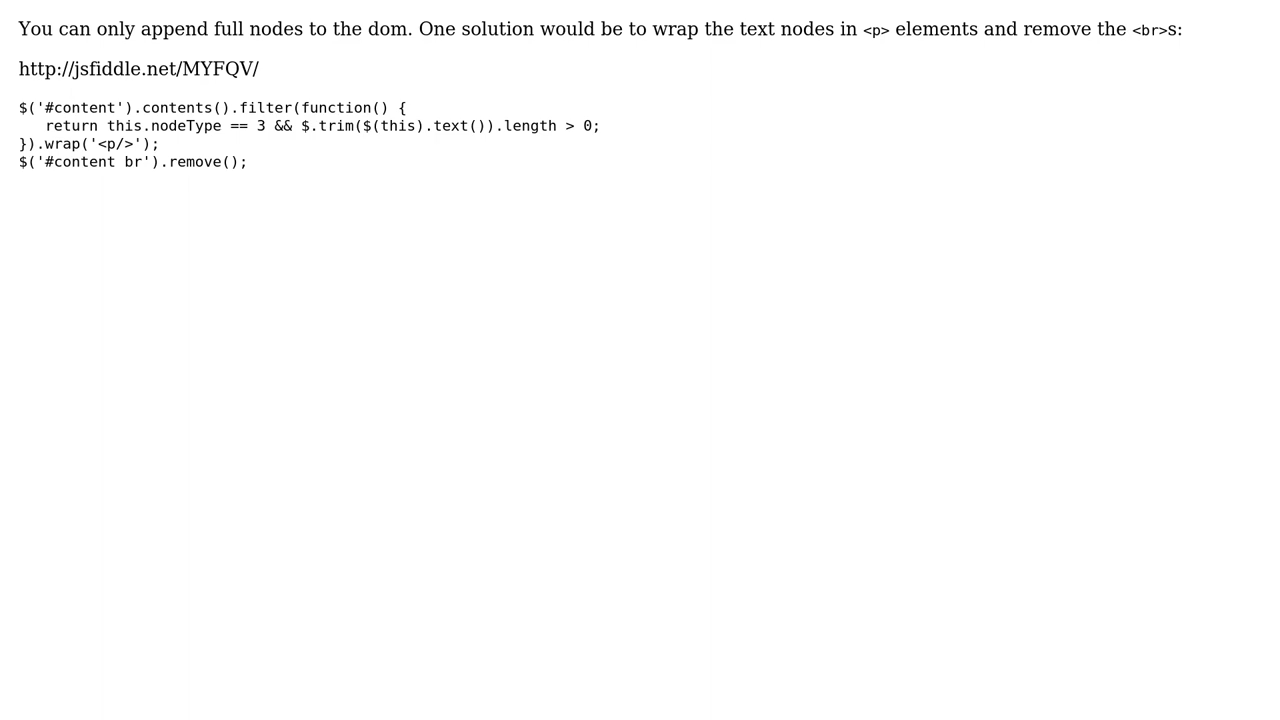 You can only append full nodes to the dom. One solution would be to wrap the text nodes in <p> elements and remove the <br>s:
http://jsfiddle.net/MYFQV/
$('#content').contents().filter(function() {
   return this.nodeType == 3 && $.trim($(this).text()).length > 0;
}).wrap('<p/>');
$('#content br').remove();